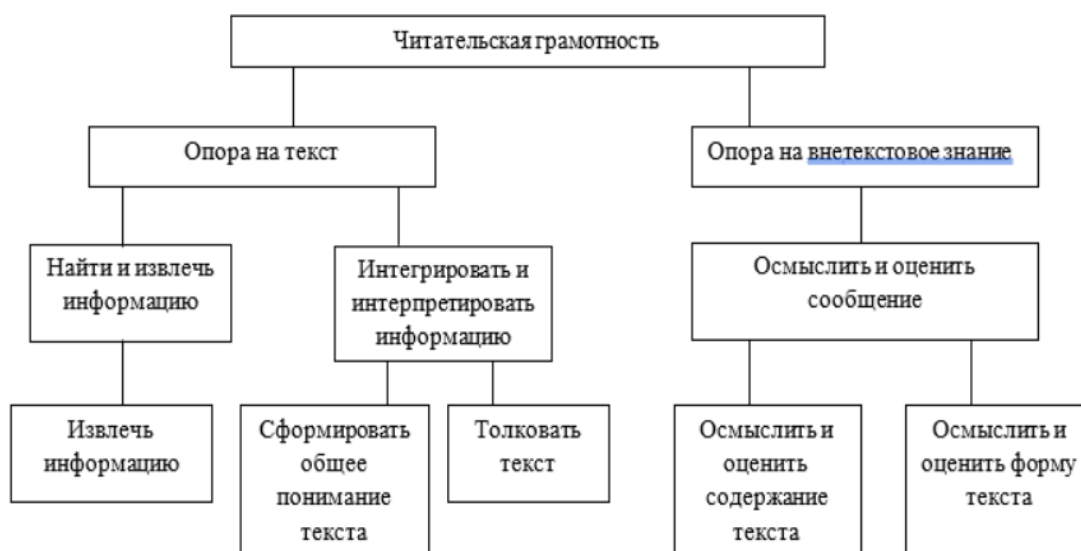 Читательская грамотность
Опора на текст
Опора на внетекстовое знание
Найти и извлечь
информацию
Интегрировать и
интерпретировать
информацию
Осмыслить и оценить
сообщение
Извлечь
информацию
Сформировать
общее
понимание
текста
Толковать
текст
Осмыслить и
оценить
содержание
текста
Осмыслить и
оценить форму
текста